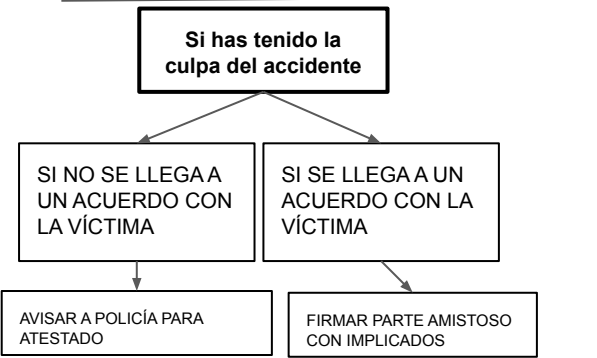 Si has tenido la
culpa del accidente
SI NO SE LLEGA A
UN ACUERDO CON
LA VÍCTIMA
SI SE LLEGA A UN
ACUERDO CON LA
VÍCTIMA
AVISAR A POLICÍA PARA
ATESTADO
FIRMAR PARTE AMISTOSO
CON IMPLICADOS